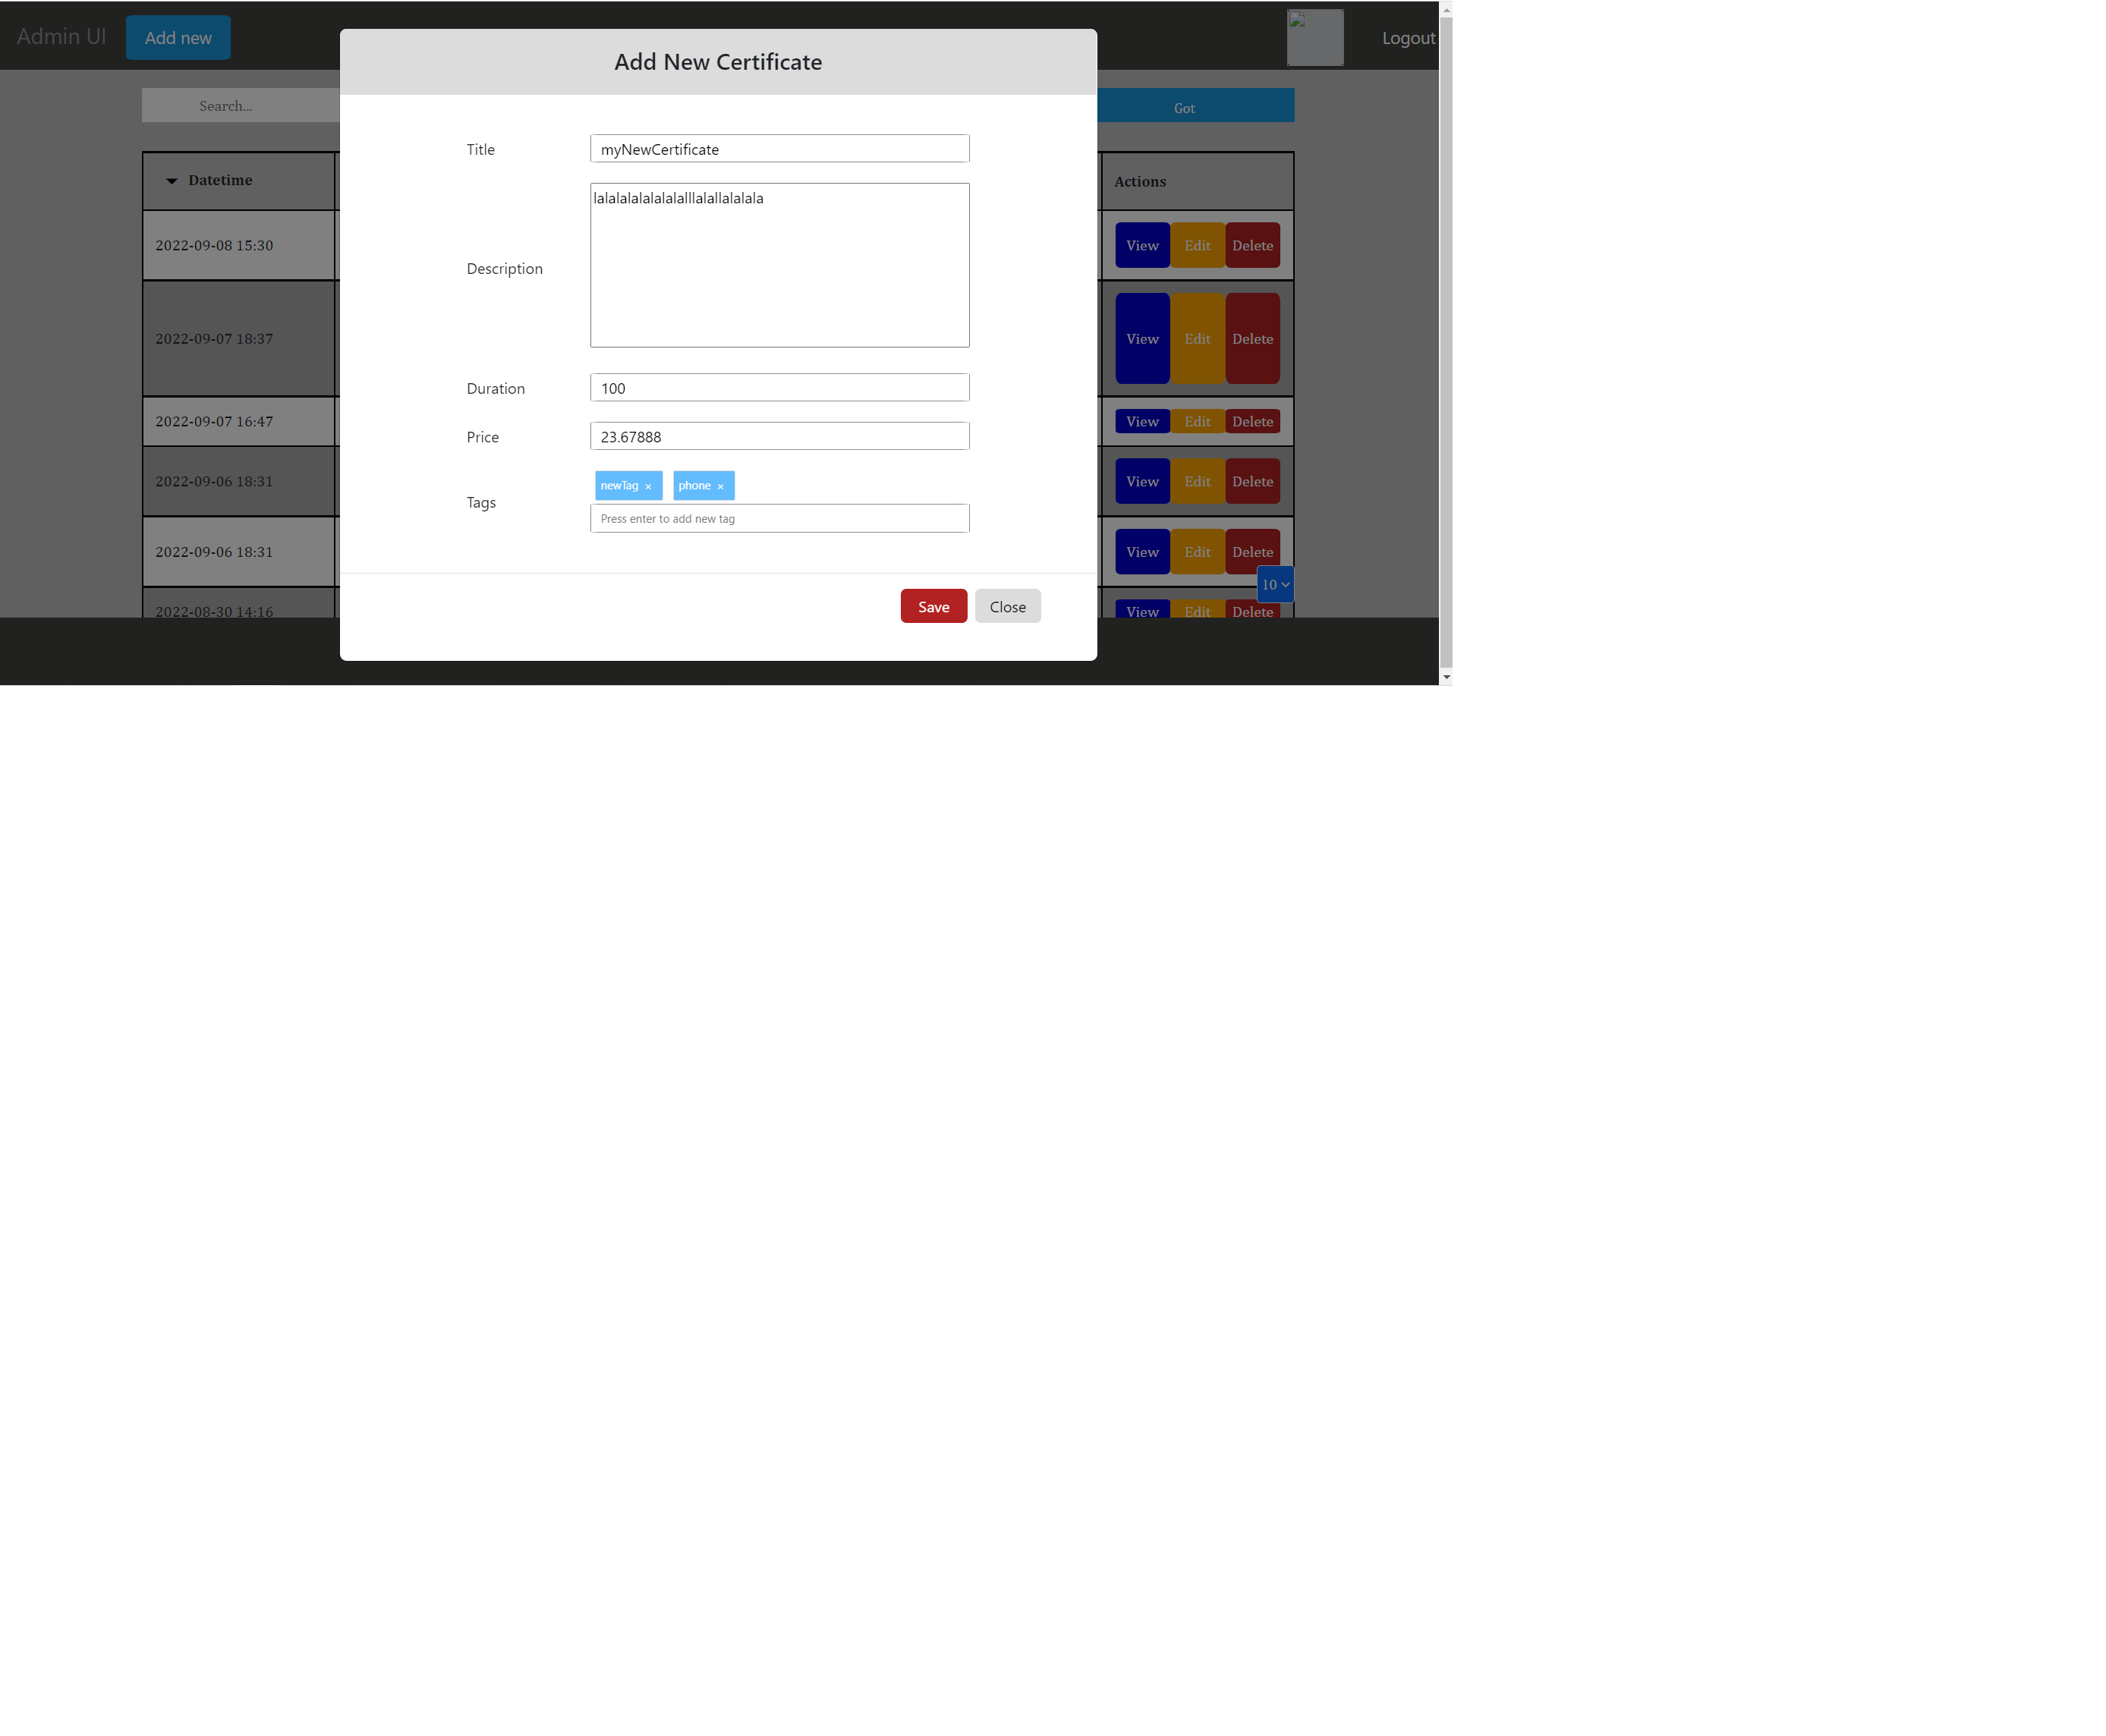 Admin UI
Add new
Logout
Add New Certificate
Search...
Got
Title
myNewCertificate
Datetime
Actions
Description
lalalalalalalalalllalallalalala
2022-09-08 15:30
View Edit Delete
2022-09-07 18:37
View Edit Delete
Duration
100
2022-09-07 16:47
View Edit Delete
Price
23.67888
2022-09-06 18:31
View Edit Delete
newTag ×
phone ×
Tags
Press enter to add new tag
2022-09-06 18:31
View Edit Delete
10
Save
Close
2022-08-30 14:16
View Edit Delete